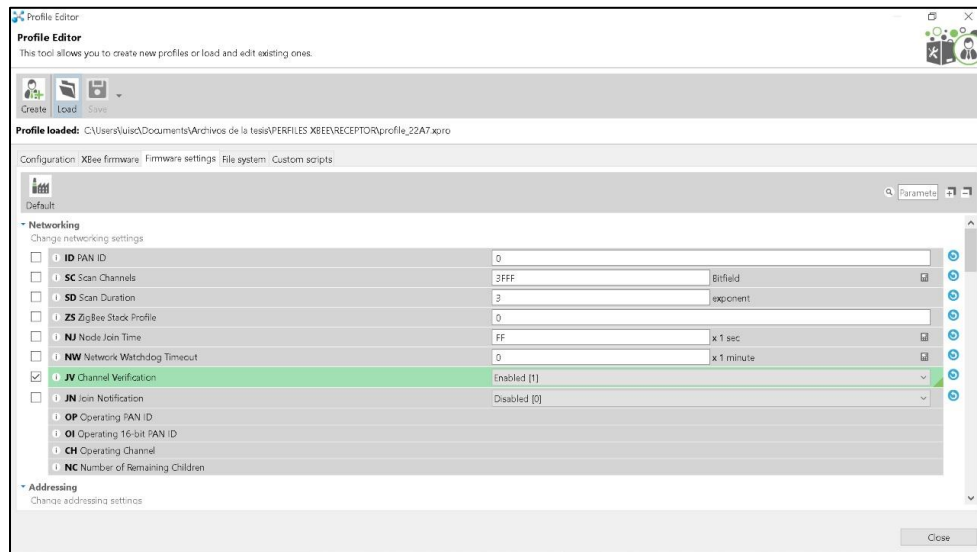 Profile Editor
Profile Editor
This tool allows you to create new profiles or load and edit existing ones.
Create Load Save
Profile loaded: C:\Users\luisc\Documents\Archivos de la tesis\PERFILES XBEE\RECEPTOR\profile_22A7.xpro
Configuration XBee firmware Firmware settings File system Custom scripts
Default
Paramete
Networking
Change networking settings
ID PAN ID 0
SC Scan Channels 3FFF Bitfield
SD Scan Duration 3 exponent
ZS ZigBee Stack Profile 0
NJ Node Join Time FF x 1 sec
NW Network Watchdog Timeout 0 x 1 minute
JV Channel Verification Enabled [1]
JN Join Notification Disabled [0]
OP Operating PAN ID
OI Operating 16-bit PAN ID
CH Operating Channel
NC Number of Remaining Children
Addressing
Change addressing settings
Close